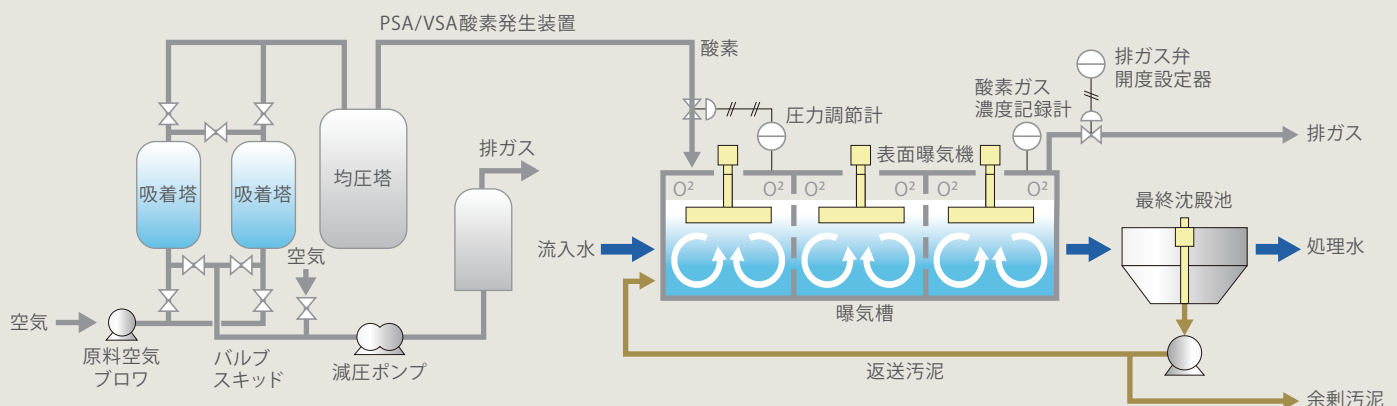 PSA/VSA酸素発生装置
酸素
吸着塔
吸着塔
均圧塔
排ガス
空気
空気
原料空気
ブロワ
バルブ
スキッド
減圧ポンプ
圧力調節計
表面曝気機
酸素ガス
濃度記録計
排ガス弁
開度設定器
排ガス
O²
O²
O²
O²
O²
O²
流入水
曝気槽
最終沈殿池
処理水
返送汚泥
余剰汚泥